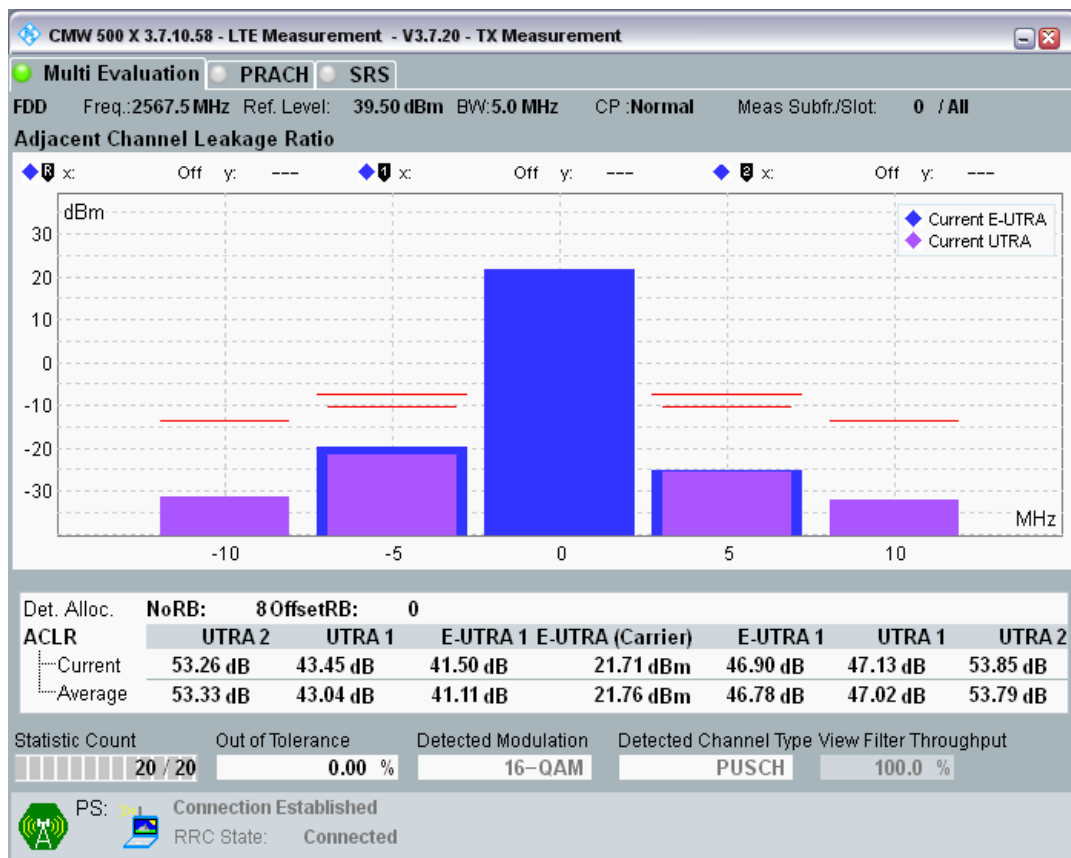 CMW 500 X 3.7.10.58 - LTE Measurement - V3.7.20 - TX Measurement
Multi Evaluation PRACH SRS
FDD Freq.:2567.5 MHz Ref. Level: 39.50 dBm BW:5.0 MHz CP :Normal Meas Subfr./Slot: 0 / All
Adjacent Channel Leakage Ratio
R x: Off y: --- 1 x: Off y: --- 2 x: Off y: ---
dBm
Current E-UTRA
Current UTRA
30
20
10
0
-10
-20
-30
MHz
-10 -5 0 5 10
Det. Alloc. NoRB: 8 OffsetRB: 0
ACLR UTRA 2 UTRA 1 E-UTRA 1 E-UTRA (Carrier) E-UTRA 1 UTRA 1 UTRA 2
Current 53.26 dB 43.45 dB 41.50 dB 21.71 dBm 46.90 dB 47.13 dB 53.85 dB
Average 53.33 dB 43.04 dB 41.11 dB 21.76 dBm 46.78 dB 47.02 dB 53.79 dB
Statistic Count Out of Tolerance Detected Modulation Detected Channel Type View Filter Throughput
20 / 20 0.00 % 16-QAM PUSCH 100.0 %
PS: Connection Established
RRC State: Connected